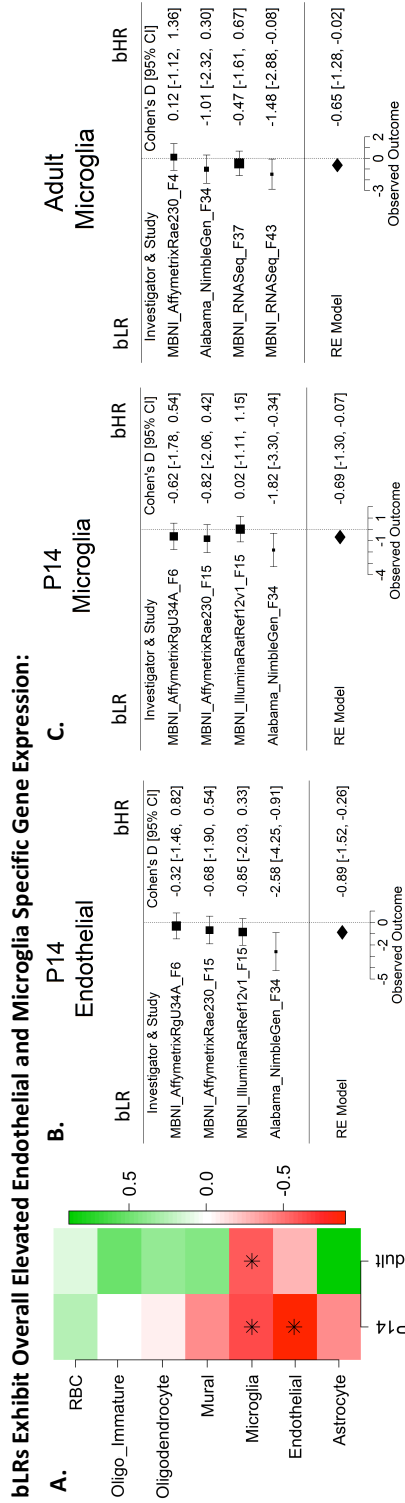 bLRs Exhibit Overall Elevated Endothelial and Microglia Specific Gene Expression:
A.
RBC
Oligo_Immature
Oligodendrocyte
Mural
Microglia
Endothelial
Astrocyte
*
* *
P14
dult
0.5
0.0
-0.5
B.
P14
Endothelial
bLR
bHR
Investigator & Study Cohen's D [95% CI]
MBNI_AffymetrixRgU34A_F6 -0.32 [-1.46, 0.82]
MBNI_AffymetrixRae230_F15 -0.68 [-1.90, 0.54]
MBNI_IlluminaRatRef12v1_F15 -0.85 [-2.03, 0.33]
Alabama_NimbleGen_F34 -2.58 [-4.25, -0.91]
RE Model -0.89 [-1.52, -0.26]
-5 -2 0
Observed Outcome
C.
P14
Microglia
bLR
bHR
Investigator & Study Cohen's D [95% CI]
MBNI_AffymetrixRgU34A_F6 -0.62 [-1.78, 0.54]
MBNI_AffymetrixRae230_F15 -0.82 [-2.06, 0.42]
MBNI_IlluminaRatRef12v1_F15 0.02 [-1.11, 1.15]
Alabama_NimbleGen_F34 -1.82 [-3.30, -0.34]
RE Model -0.69 [-1.30, -0.07]
-4 -1 1
Observed Outcome
Adult
Microglia
bLR
bHR
Investigator & Study Cohen's D [95% CI]
MBNI_AffymetrixRae230_F4 0.12 [-1.12, 1.36]
Alabama_NimbleGen_F34 -1.01 [-2.32, 0.30]
MBNI_RNASeq_F37 -0.47 [-1.61, 0.67]
MBNI_RNASeq_F43 -1.48 [-2.88, -0.08]
RE Model -0.65 [-1.28, -0.02]
-3 0 2
Observed Outcome